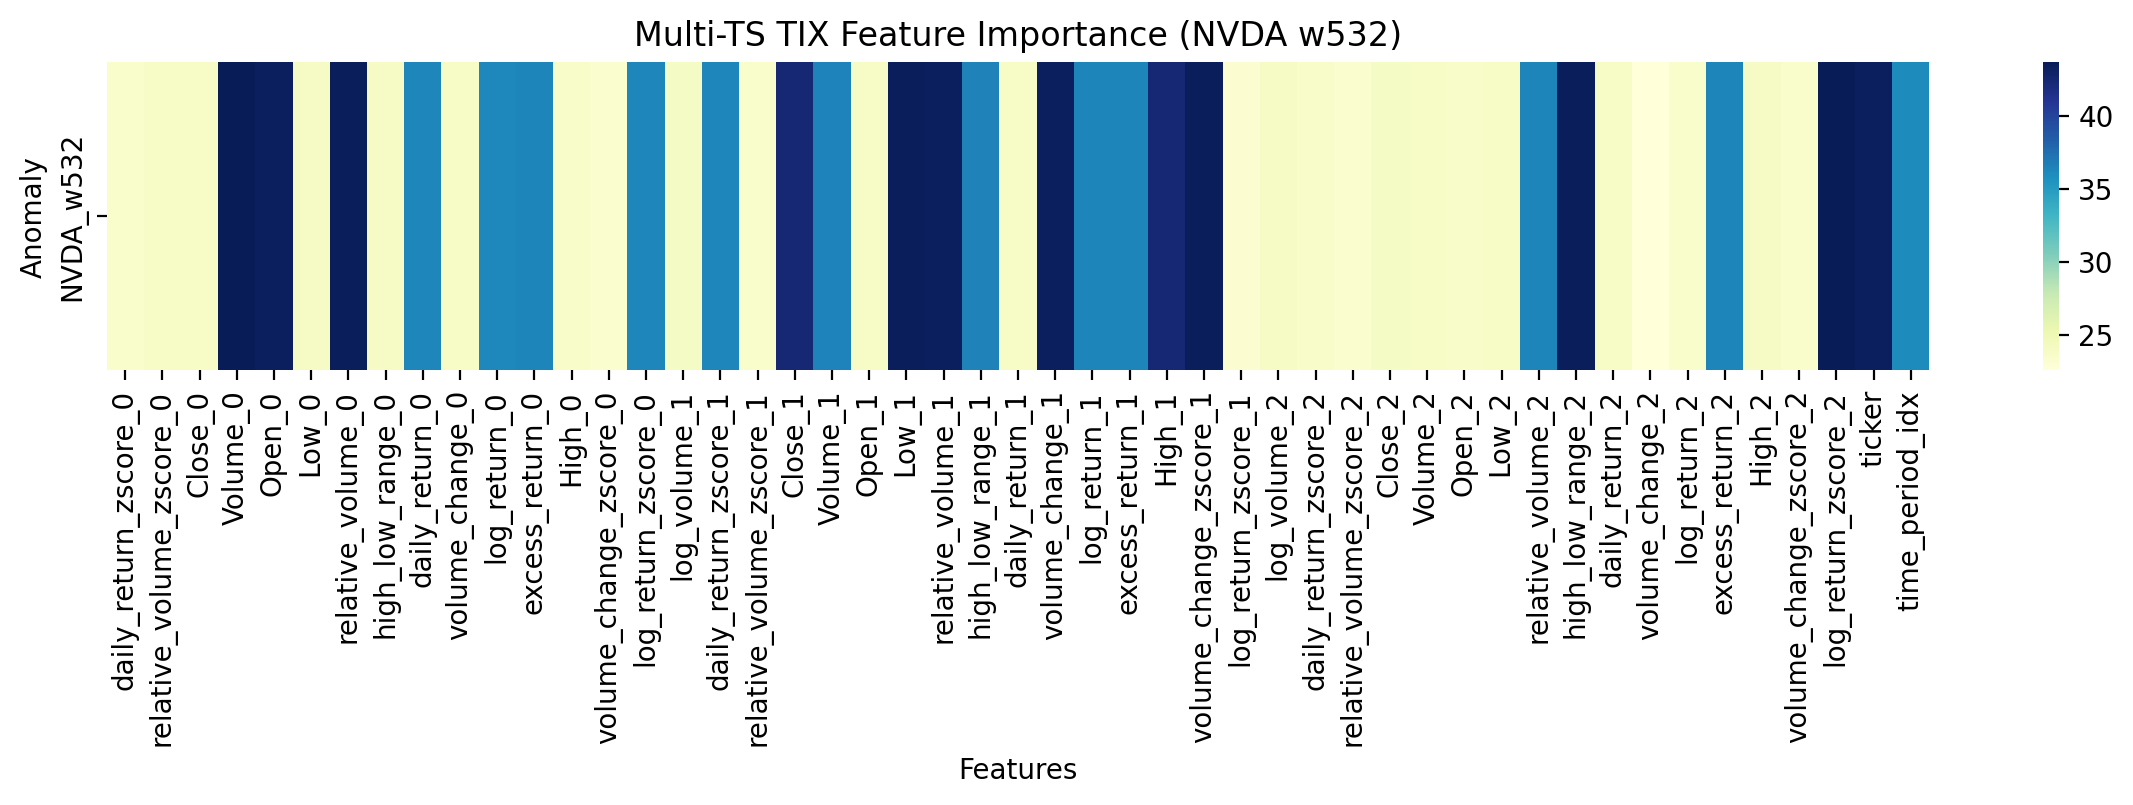 Multi-TS TIX Feature Importance (NVDA w532)
Anomaly
NVDA_w532
40
35
30
25
daily_return_zscore_0
relative_volume_zscore_0
Close_0
Volume_0
Open_0
Low_0
relative_volume_0
high_low_range_0
daily_return_0
volume_change_0
log_return_0
excess_return_0
High_0
volume_change_zscore_0
log_return_zscore_0
log_volume_1
daily_return_zscore_1
relative_volume_zscore_1
Close_1
Volume_1
Open_1
Low_1
relative_volume_1
high_low_range_1
daily_return_1
volume_change_1
log_return_1
excess_return_1
High_1
volume_change_zscore_1
log_return_zscore_1
log_volume_2
daily_return_zscore_2
relative_volume_zscore_2
Close_2
Volume_2
Open_2
Low_2
relative_volume_2
high_low_range_2
daily_return_2
volume_change_2
log_return_2
excess_return_2
High_2
volume_change_zscore_2
log_return_zscore_2
ticker
time_period_idx
Features